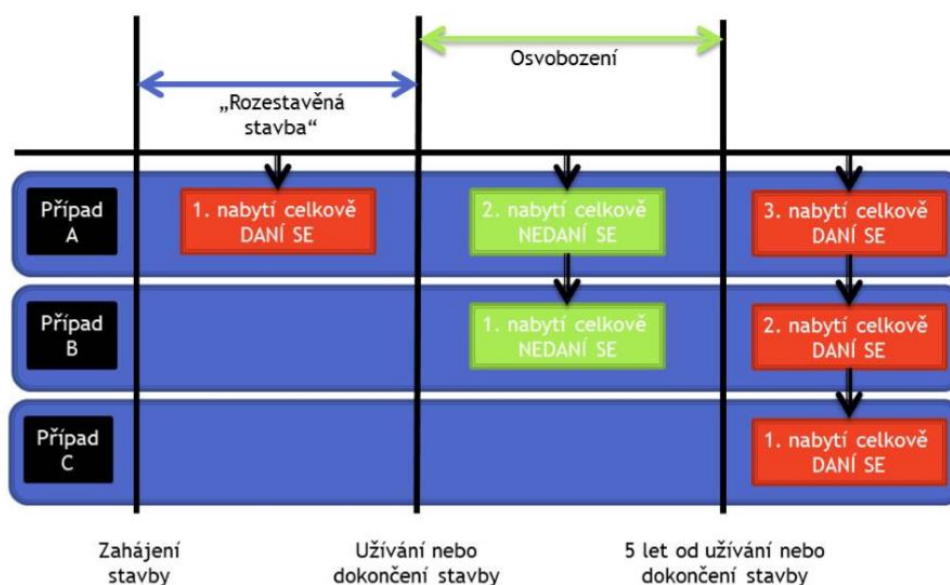 Osvobození
„Rozestavěná
stavba“
Případ
A
1. nabytí celkově
DANÍ SE
2. nabytí celkově
NEDANÍ SE
3. nabytí celkově
DANÍ SE
Případ
B
1. nabytí celkově
NEDANÍ SE
2. nabytí celkově
DANÍ SE
Případ
C
1. nabytí celkově
DANÍ SE
Zahájení
stavby
Užívání nebo
dokončení stavby
5 let od užívání nebo
dokončení stavby